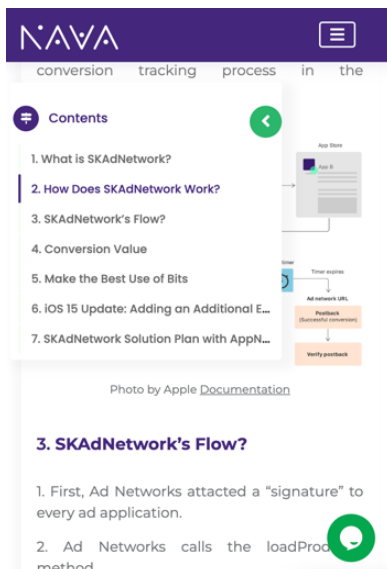 NAVA
conversion tracking process in the
Contents
1. What is SKAdNetwork?
2. How Does SKAdNetwork Work?
3. SKAdNetwork's Flow?
4. Conversion Value
5. Make the Best Use of Bits
6. iOS 15 Update: Adding an Additional E...
7. SKAdNetwork Solution Plan with AppN...
App Store
App B
Timer expires
Ad network URL
Postback
(Successful conversion)
Verify postback
Photo by Apple Documentation
3. SKAdNetwork's Flow?
1. First, Ad Networks attacted a “signature” to
every ad application.
2. Ad Networks calls the loadProd
method